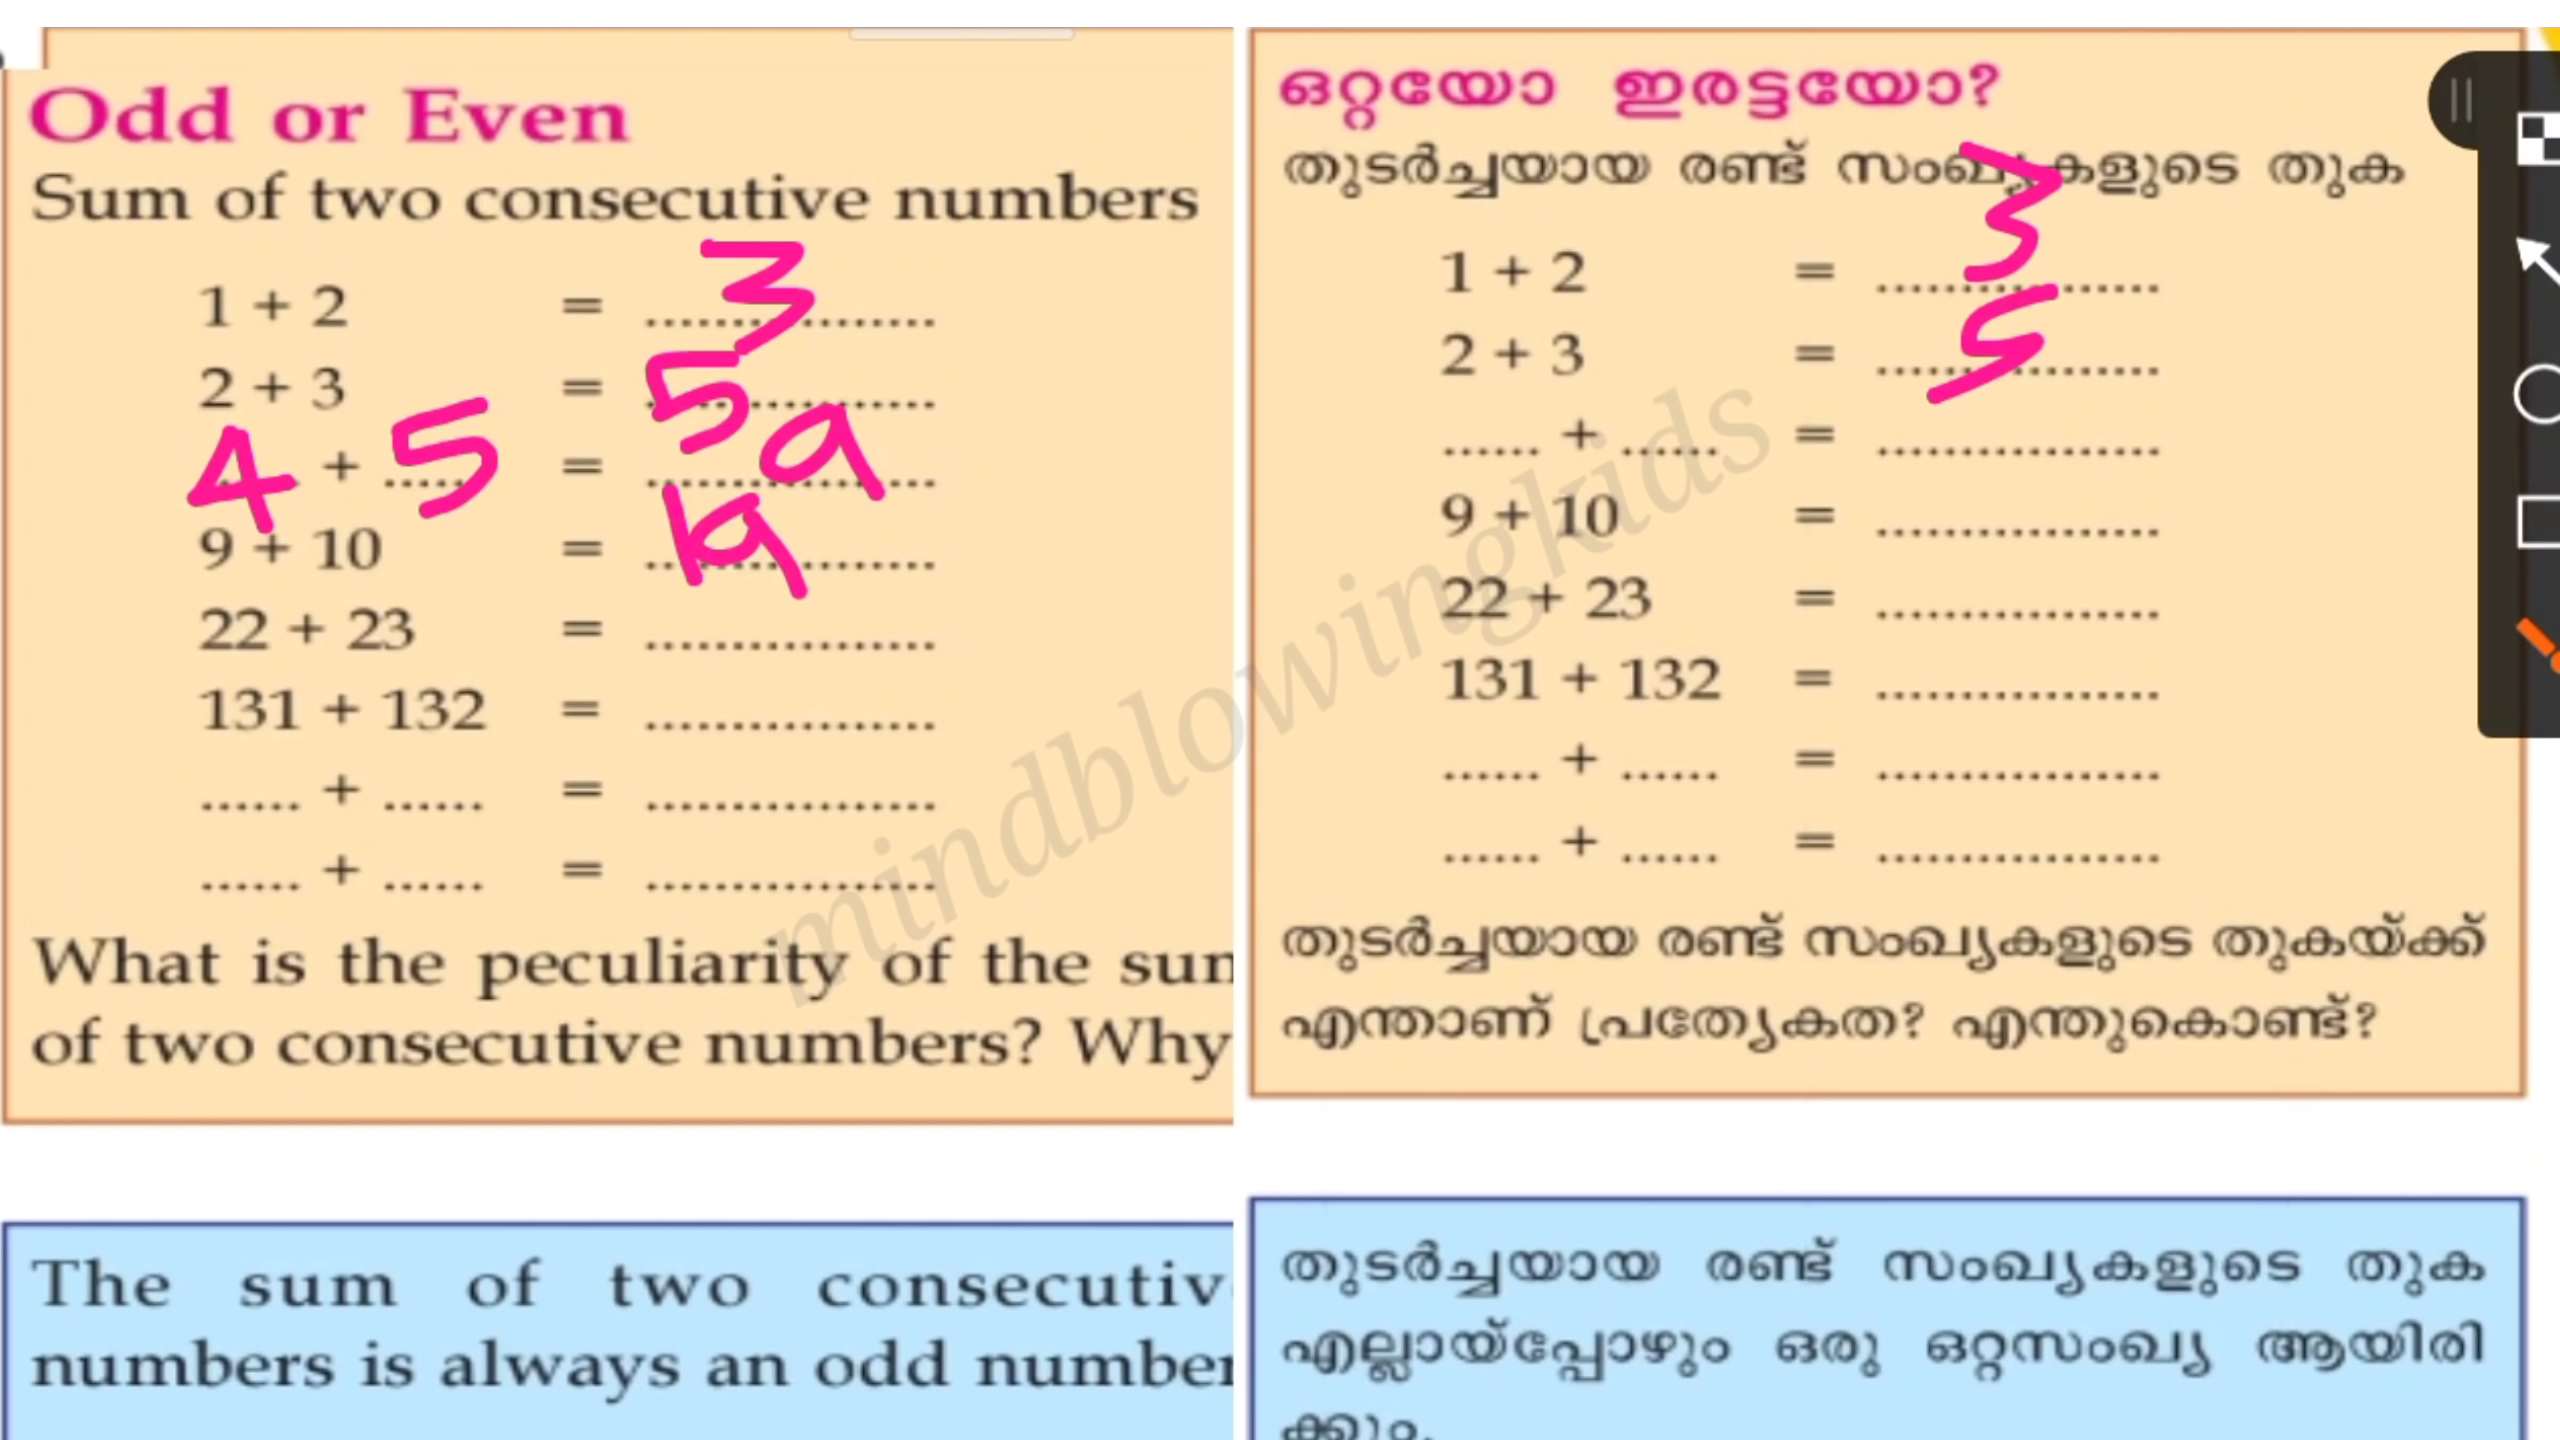 Odd or Even
Sum of two consecutive numbers
1 + 2 = 3
2 + 3 = 5
4 + 5 = 9
9 + 10 = 19
22 + 23 = .................
131 + 132 = .................
...... + ...... = .................
...... + ...... = .................
What is the peculiarity of the sum
of two consecutive numbers? Why
The sum of two consecutiv
numbers is always an odd number
ഒറ്റയോ ഇരട്ടയോ?
തുടർച്ചയായ രണ്ട് സംഖ്യകളുടെ തുക
1 + 2 = 3
2 + 3 = 5
...... + ...... = .................
9 + 10 = .................
22 + 23 = .................
131 + 132 = .................
...... + ...... = .................
...... + ...... = .................
തുടർച്ചയായ രണ്ട് സംഖ്യകളുടെ തുകയ്ക്ക്
എന്താണ് പ്രത്യേകത? എന്തുകൊണ്ട്?
തുടർച്ചയായ രണ്ട് സംഖ്യകളുടെ തുക
എല്ലായ്പ്പോഴും ഒരു ഒറ്റസംഖ്യ ആയിരി
ക്കും.
mindblowingkids